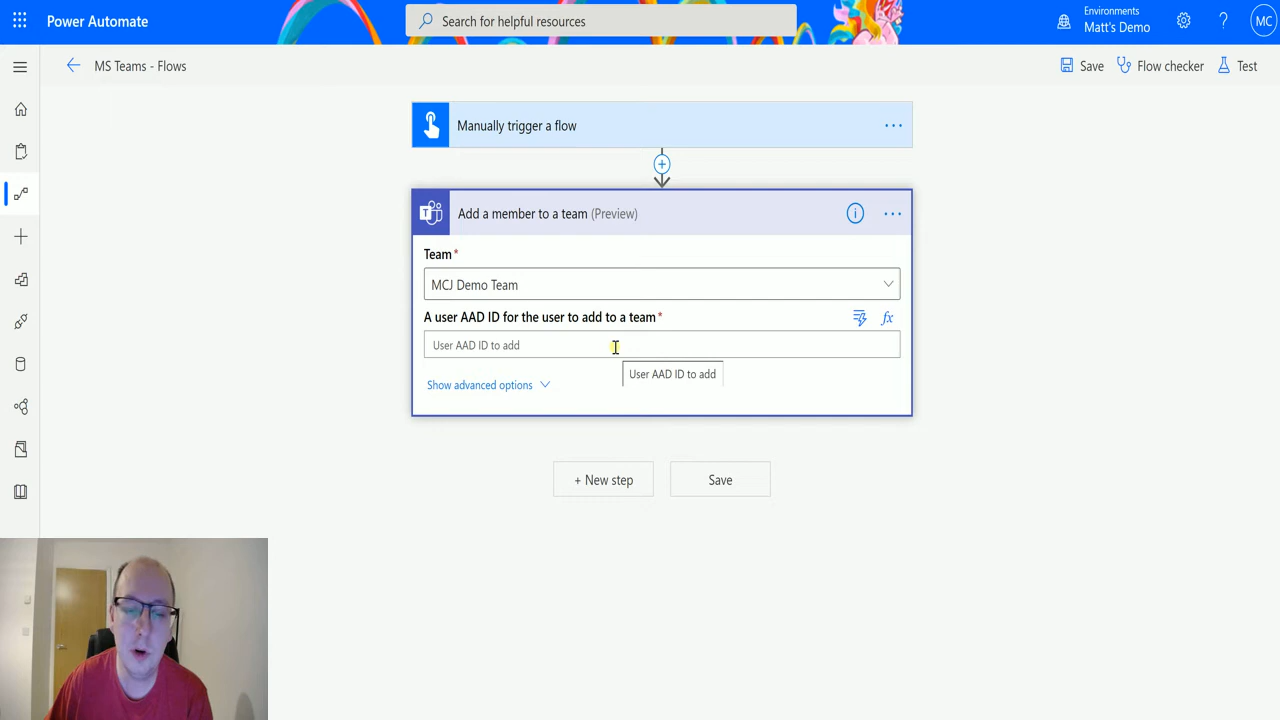 Power Automate
Search for helpful resources
Environments
Matt's Demo
?
MC
MS Teams - Flows
Save
Flow checker
Test
Manually trigger a flow
...
+
T
Add a member to a team (Preview)
i
...
Team *
MCJ Demo Team
A user AAD ID for the user to add to a team *
fx
User AAD ID to add
User AAD ID to add
Show advanced options
+ New step
Save